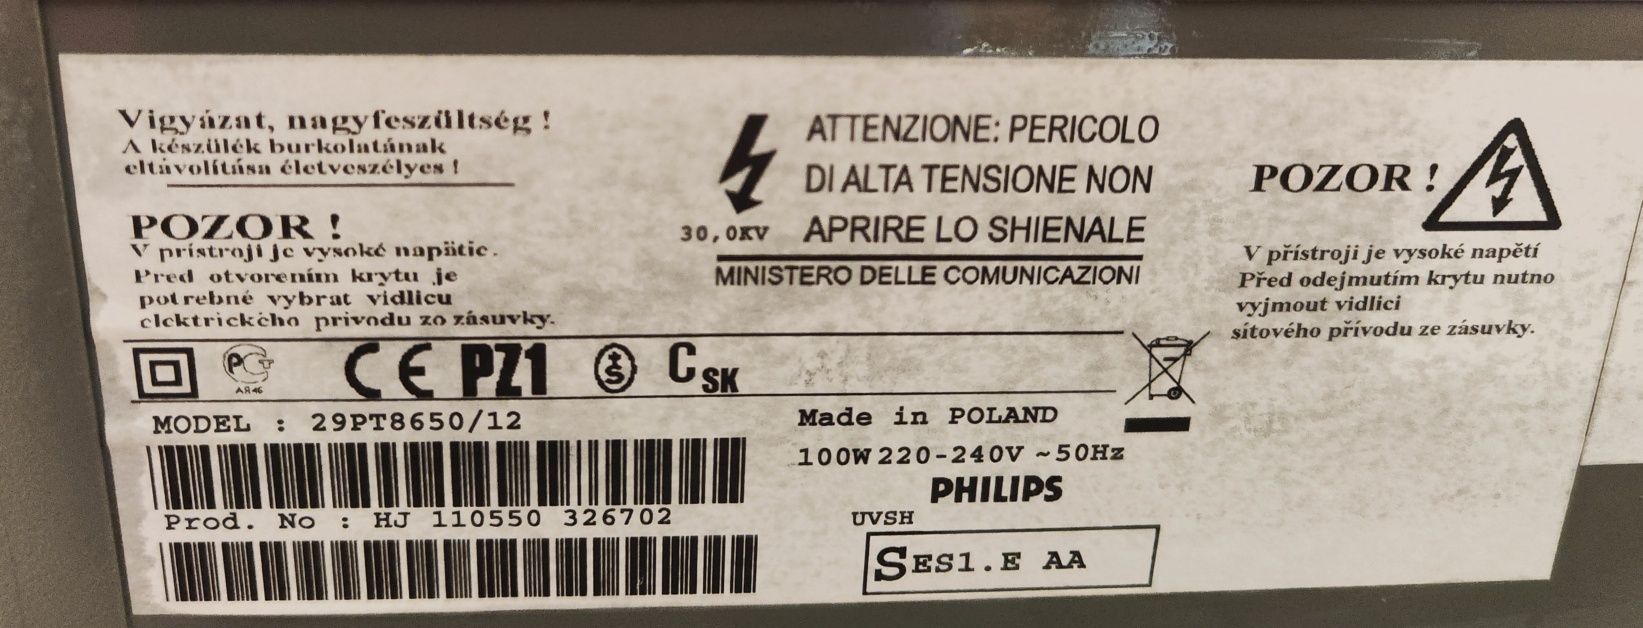 Vigyázat, nagyfeszültség !
A készülék burkolatának
eltávolítása életveszélyes !
POZOR !
V prístroji je vysoké napätie.
Pred otvorením krytu je
potrebné vybrat vidlicu
elektrického privodu zo zásuvky.
30,0KV
ATTENZIONE: PERICOLO
DI ALTA TENSIONE NON
APRIRE LO SHIENALE
MINISTERO DELLE COMUNICAZIONI
POZOR !
V přístroji je vysoké napětí
Před odejmutím krytu nutno
vyjmout vidlici
sítového přívodu ze zásuvky.
РСТ
АЯ46
CE PZ1 S C SK
MODEL : 29PT8650/12
Prod. No : HJ 110550 326702
Made in POLAND
100W 220-240V ~50Hz
PHILIPS
UVSH
SES1.E AA